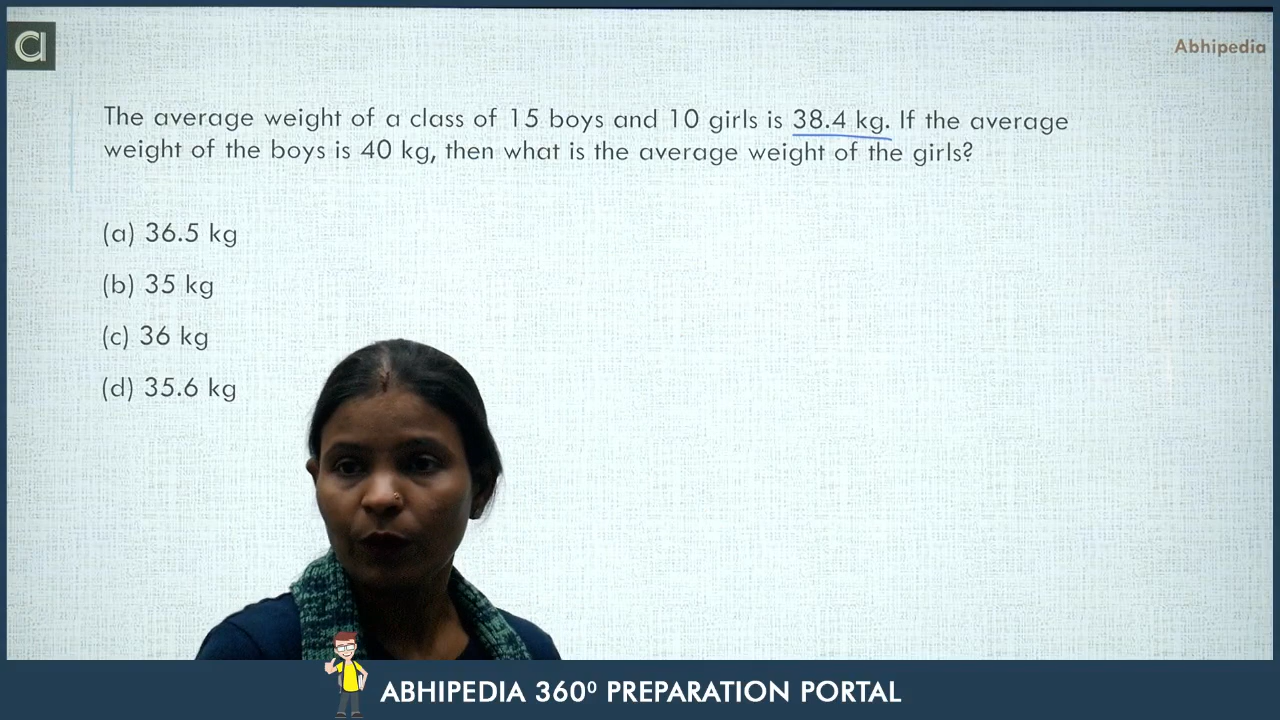 a
Abhipedia
The average weight of a class of 15 boys and 10 girls is 38.4 kg. If the average
weight of the boys is 40 kg, then what is the average weight of the girls?
(a) 36.5 kg
(b) 35 kg
(c) 36 kg
(d) 35.6 kg
ABHIPEDIA 360⁰ PREPARATION PORTAL